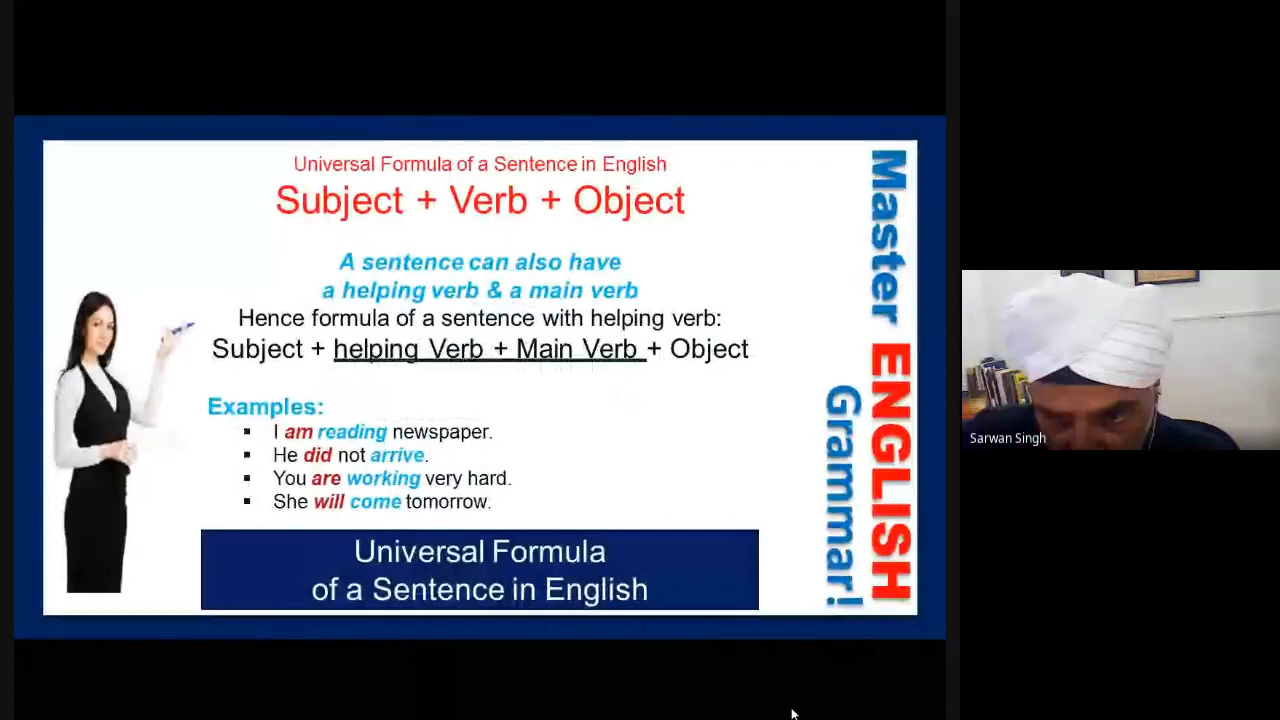 Universal Formula of a Sentence in English
Subject + Verb + Object
A sentence can also have
a helping verb & a main verb
Hence formula of a sentence with helping verb:
Subject + helping Verb + Main Verb + Object
Examples:
▪ I am reading newspaper.
▪ He did not arrive.
▪ You are working very hard.
▪ She will come tomorrow.
Universal Formula
of a Sentence in English
Master ENGLISH
Grammar!
Sarwan Singh